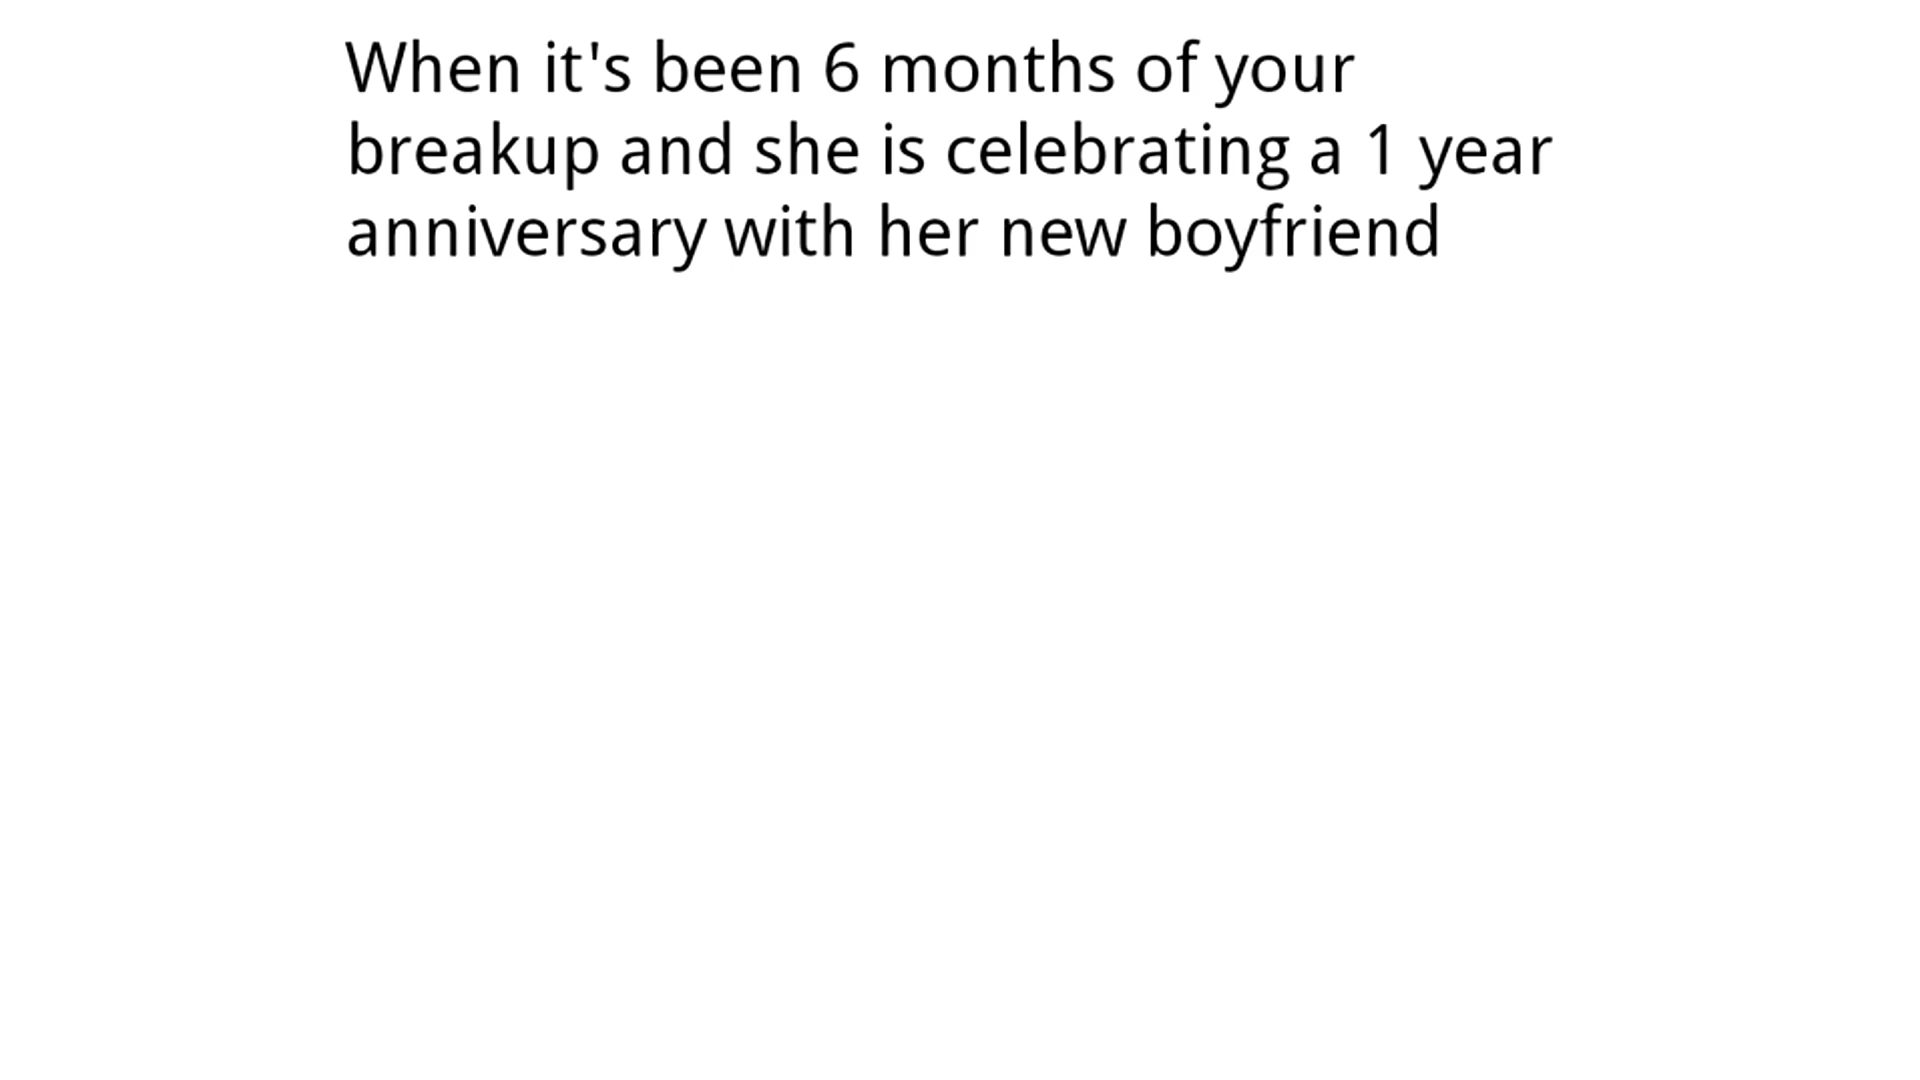 When it's been 6 months of your
breakup and she is celebrating a 1 year
anniversary with her new boyfriend